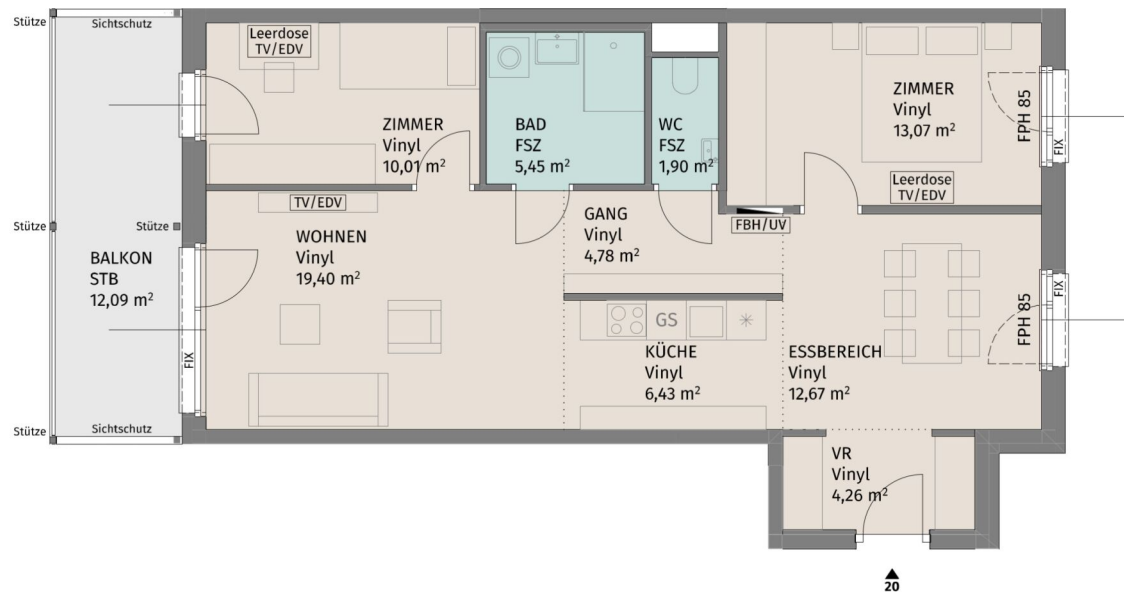 Stütze
Sichtschutz
Leerdose
TV/EDV
ZIMMER
Vinyl
10,01 m²
BAD
FSZ
5,45 m²
WC
FSZ
1,90 m²
ZIMMER
Vinyl
13,07 m²
FPH 85
FIX
Leerdose
TV/EDV
Stütze
Stütze
TV/EDV
WOHNEN
Vinyl
19,40 m²
GANG
Vinyl
4,78 m²
FBH/UV
BALKON
STB
12,09 m²
FIX
GS
KÜCHE
Vinyl
6,43 m²
ESSBEREICH
Vinyl
12,67 m²
FPH 85
FIX
Stütze
Sichtschutz
VR
Vinyl
4,26 m²
20